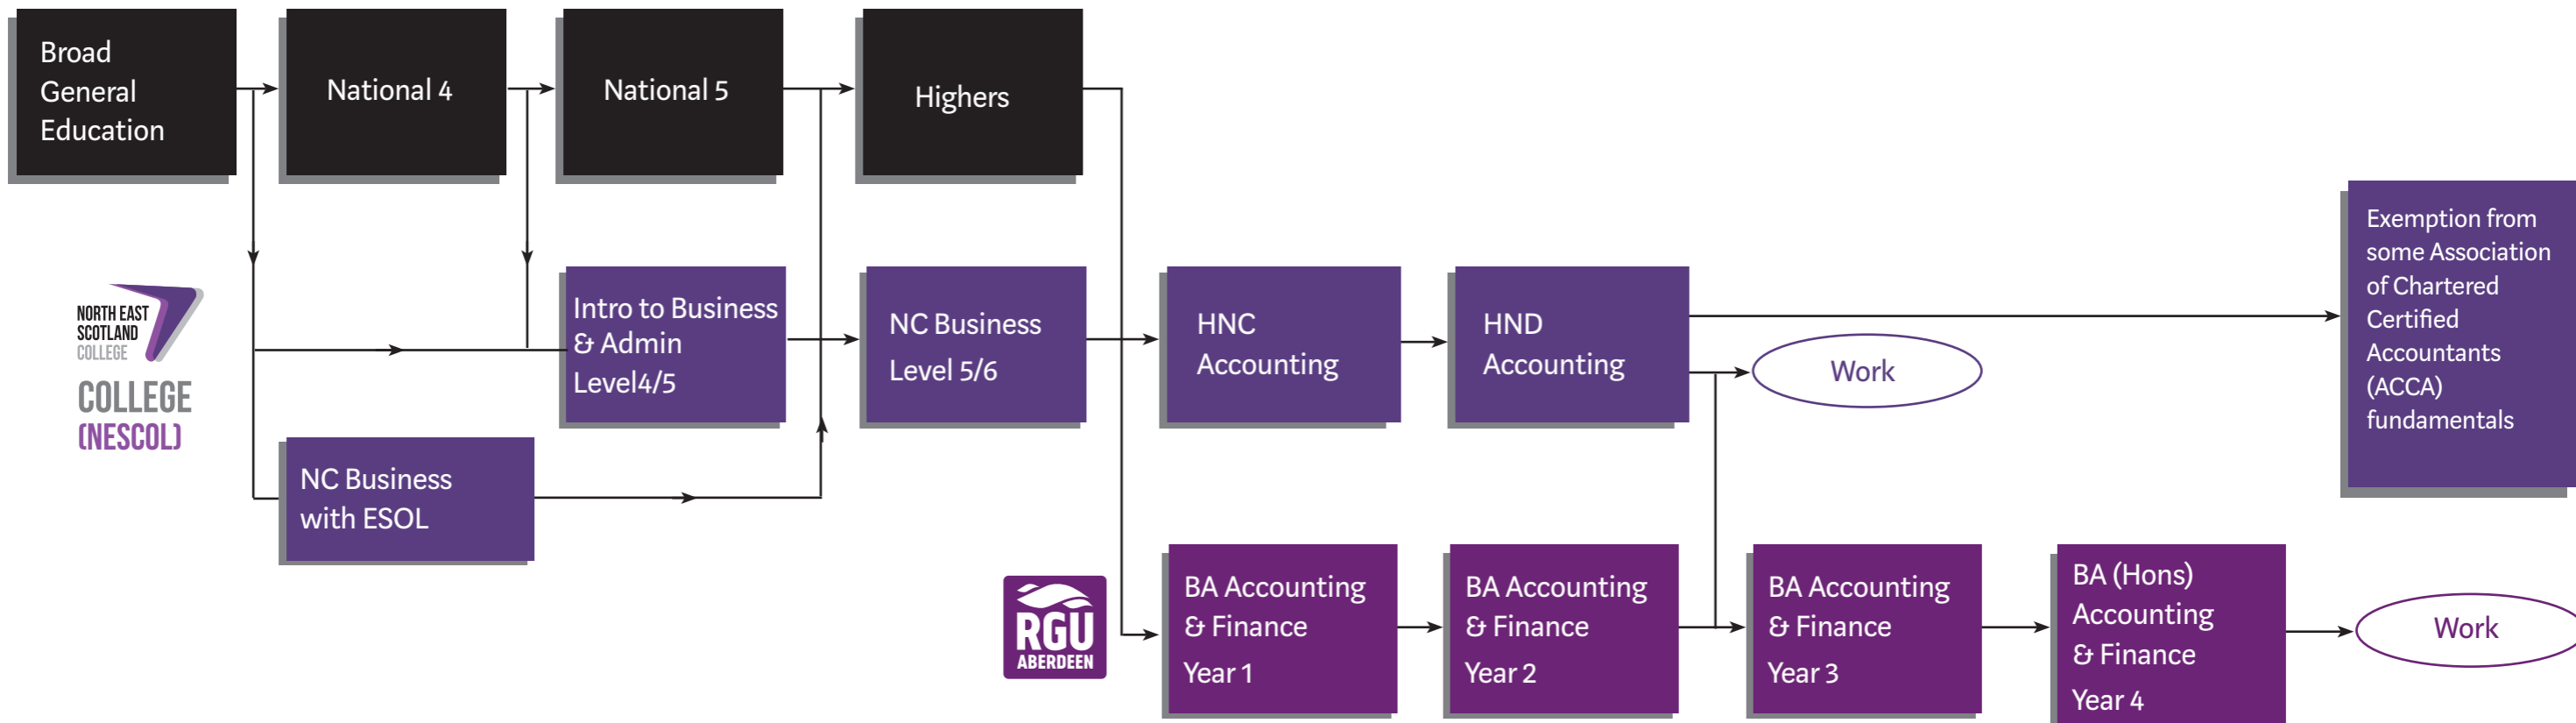 Broad
General
Education
National 4
National 5
Highers
NORTH EAST
SCOTLAND
COLLEGE
COLLEGE
(NESCOL)
Intro to Business
& Admin
Level4/5
NC Business
Level 5/6
HNC
Accounting
HND
Accounting
Work
Exemption from
some Association
of Chartered
Certified
Accountants
(ACCA)
fundamentals
NC Business
with ESOL
RGU
ABERDEEN
BA Accounting
& Finance
Year 1
BA Accounting
& Finance
Year 2
BA Accounting
& Finance
Year 3
BA (Hons)
Accounting
& Finance
Year 4
Work